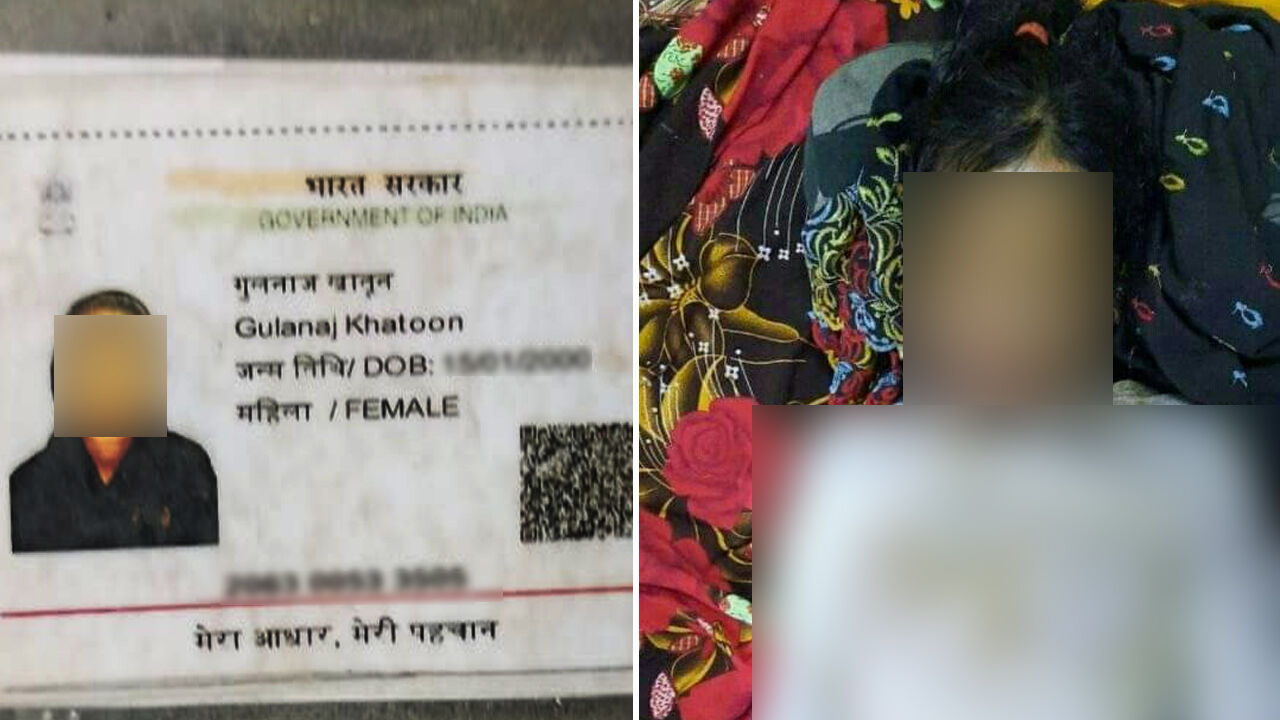 भारत सरकार
GOVERNMENT OF INDIA
गुलनाज खातून
Gulanaj Khatoon
जन्म तिथि/ DOB:
महिला / FEMALE
मेरा आधार, मेरी पहचान